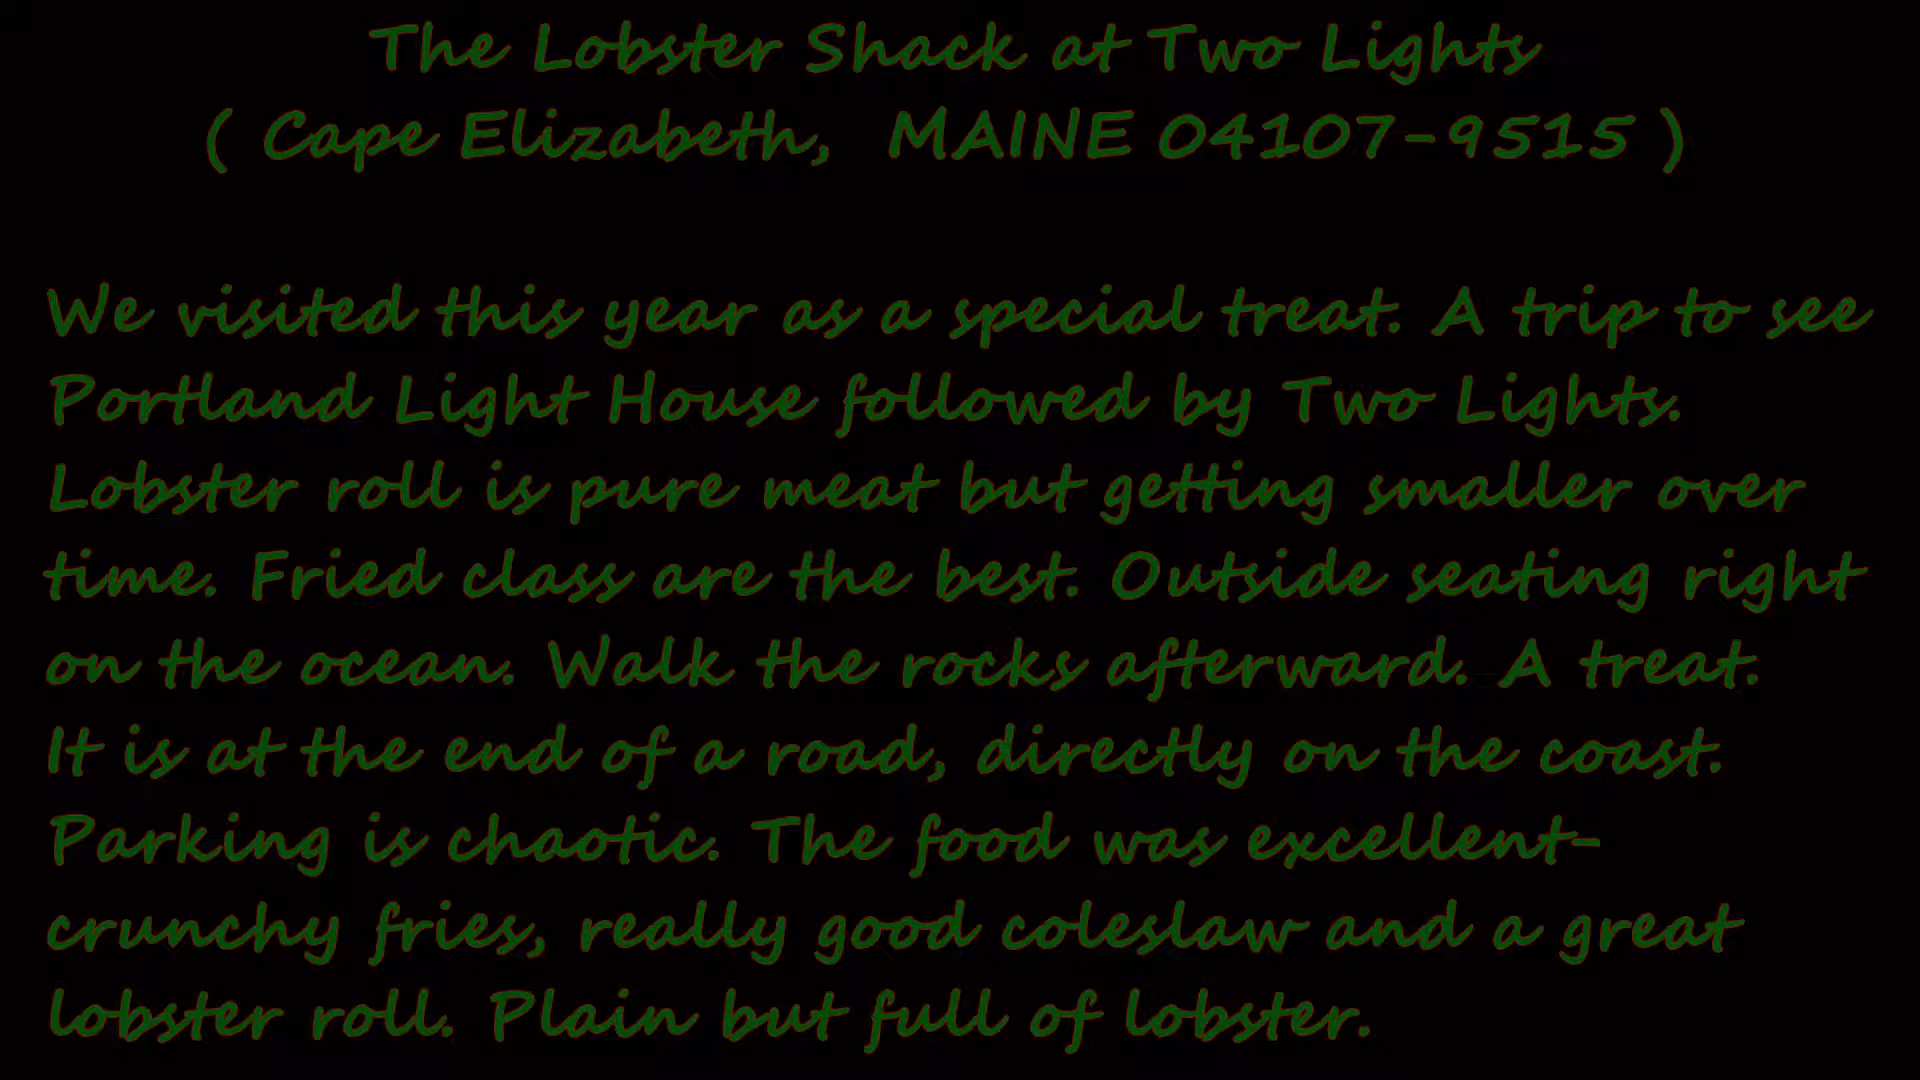 The Lobster Shack at Two Lights
( Cape Elizabeth, MAINE 04107-9515 )
We visited this year as a special treat. A trip to see
Portland Light House followed by Two Lights.
Lobster roll is pure meat but getting smaller over
time. Fried class are the best. Outside seating right
on the ocean. Walk the rocks afterward. A treat.
It is at the end of a road, directly on the coast.
Parking is chaotic. The food was excellent-
crunchy fries, really good coleslaw and a great
lobster roll. Plain but full of lobster.